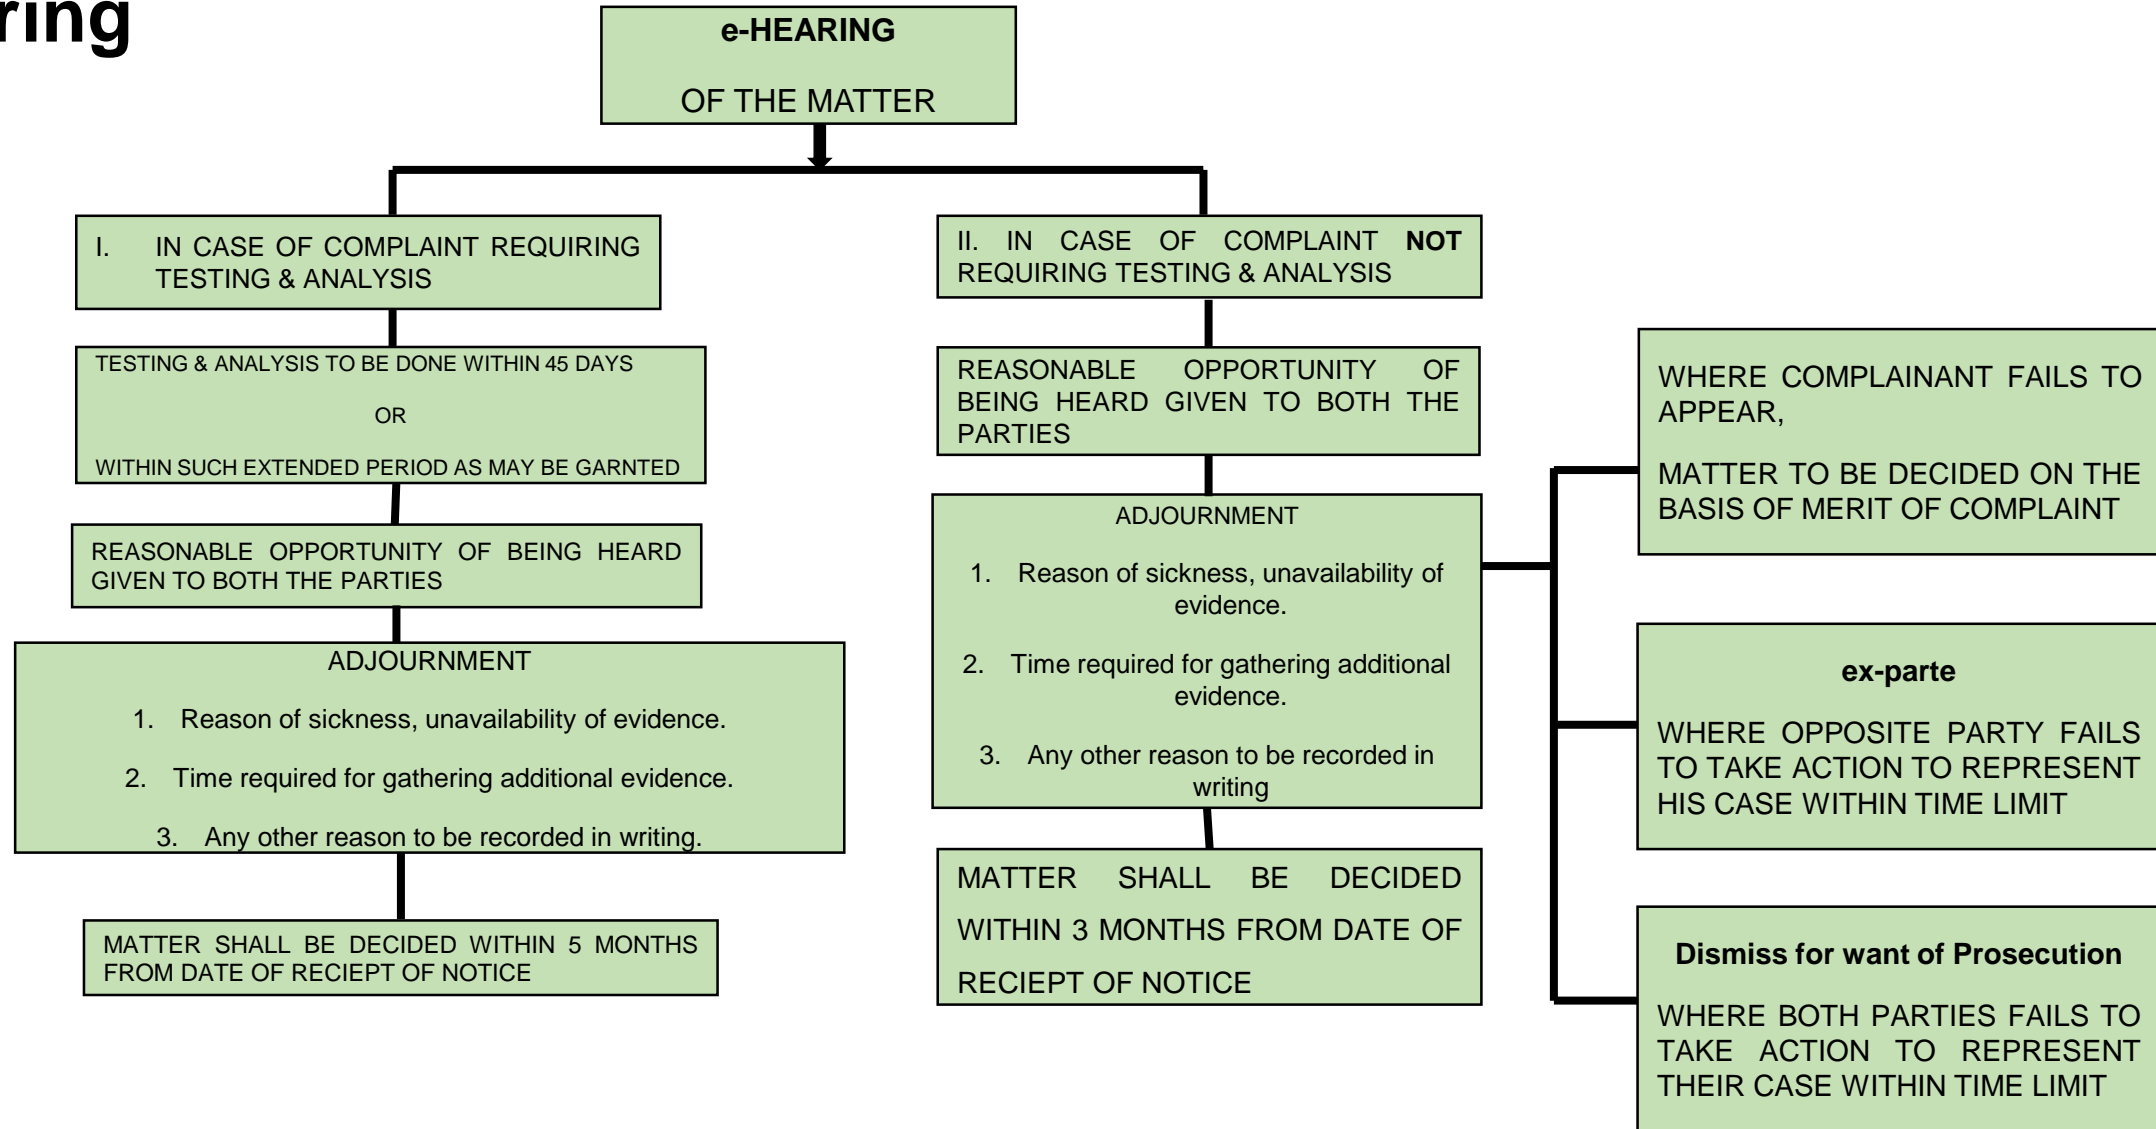 ring
e-HEARING
OF THE MATTER
I. IN CASE OF COMPLAINT REQUIRING
TESTING & ANALYSIS
TESTING & ANALYSIS TO BE DONE WITHIN 45 DAYS
OR
WITHIN SUCH EXTENDED PERIOD AS MAY BE GARNTED
REASONABLE OPPORTUNITY OF BEING HEARD
GIVEN TO BOTH THE PARTIES
ADJOURNMENT
1. Reason of sickness, unavailability of evidence.
2. Time required for gathering additional evidence.
3. Any other reason to be recorded in writing.
MATTER SHALL BE DECIDED WITHIN 5 MONTHS
FROM DATE OF RECIEPT OF NOTICE
II. IN CASE OF COMPLAINT NOT
REQUIRING TESTING & ANALYSIS
REASONABLE OPPORTUNITY OF
BEING HEARD GIVEN TO BOTH THE
PARTIES
ADJOURNMENT
1. Reason of sickness, unavailability of
evidence.
2. Time required for gathering additional
evidence.
3. Any other reason to be recorded in
writing
MATTER SHALL BE DECIDED
WITHIN 3 MONTHS FROM DATE OF
RECIEPT OF NOTICE
WHERE COMPLAINANT FAILS TO
APPEAR,
MATTER TO BE DECIDED ON THE
BASIS OF MERIT OF COMPLAINT
ex-parte
WHERE OPPOSITE PARTY FAILS
TO TAKE ACTION TO REPRESENT
HIS CASE WITHIN TIME LIMIT
Dismiss for want of Prosecution
WHERE BOTH PARTIES FAILS TO
TAKE ACTION TO REPRESENT
THEIR CASE WITHIN TIME LIMIT